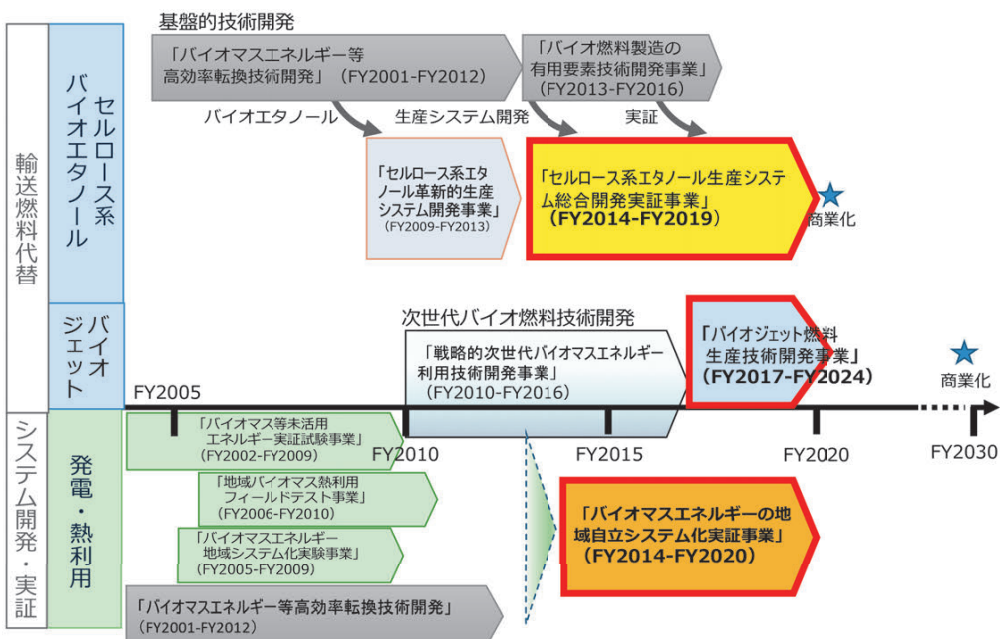 基盤的技術開発
「バイオマスエネルギー等
高効率転換技術開発」（FY2001-FY2012）
「バイオ燃料製造の
有用要素技術開発事業」
(FY2013-FY2016)
バイオエタノール
生産システム開発
実証
輸送燃料代替
セルロース系
バイオエタノール
「セルロース系エタ
ノール革新的生産
システム開発事業」
(FY2009-FY2013)
「セルロース系エタノール生産システ
ム総合開発実証事業」
(FY2014-FY2019)
商業化
バイオ
ジェット
次世代バイオ燃料技術開発
「戦略的次世代バイオマスエネルギー
利用技術開発事業」
(FY2010-FY2016)
「バイオジェット燃料
生産技術開発事業」
(FY2017-FY2024)
商業化
FY2005
FY2010
FY2015
FY2020
FY2030
システム開発・実証
発電・熱利用
「バイオマス等未活用
エネルギー実証試験事業」
(FY2002-FY2009)
「地域バイオマス熱利用
フィールドテスト事業」
(FY2006-FY2010)
「バイオマスエネルギー
地域システム化実験事業」
(FY2005-FY2009)
「バイオマスエネルギー等高効率転換技術開発」
(FY2001-FY2012)
「バイオマスエネルギーの地
域自立システム化実証事業」
(FY2014-FY2020)